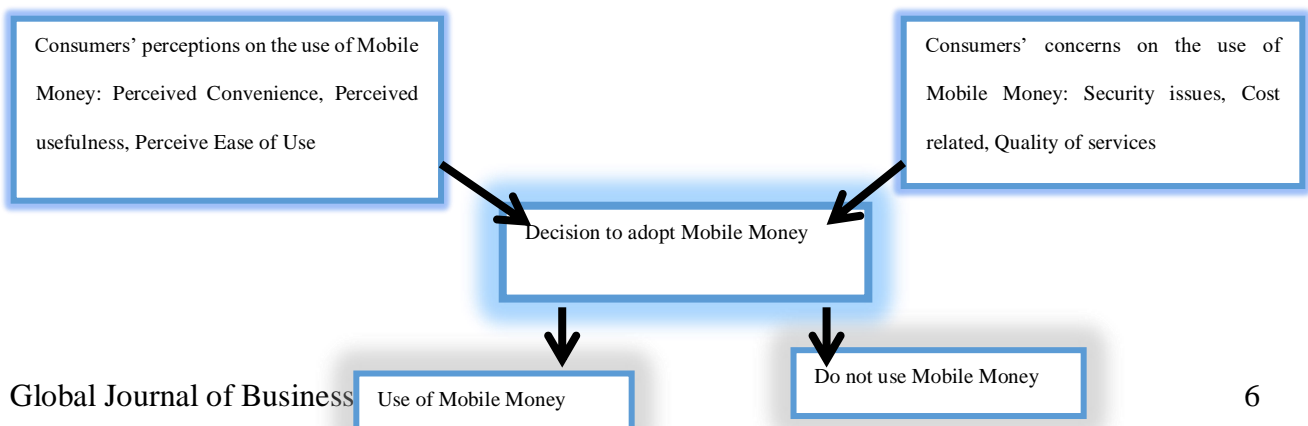 Consumers’ perceptions on the use of Mobile
Money: Perceived Convenience, Perceived
usefulness, Perceive Ease of Use
Consumers’ concerns on the use of
Mobile Money: Security issues, Cost
related, Quality of services
Decision to adopt Mobile Money
Do not use Mobile Money
Use of Mobile Money
Global Journal of Business
6